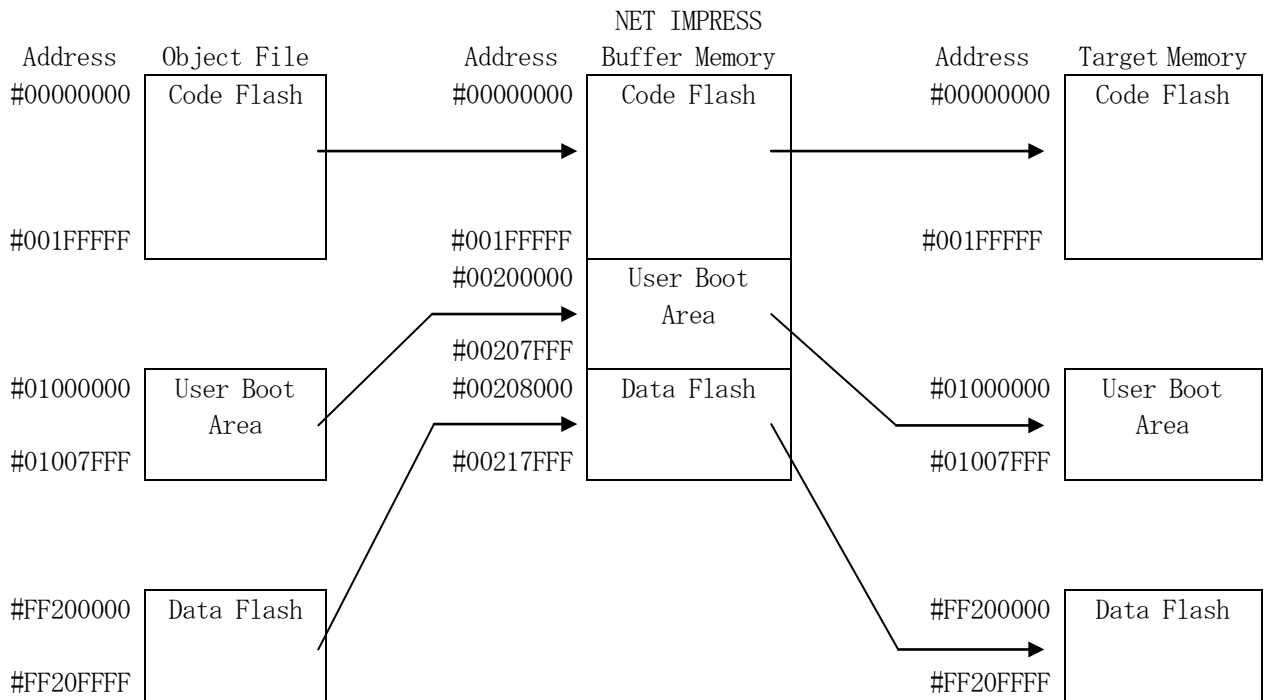 NET IMPRESS
Address Object File Address Buffer Memory Address Target Memory
#00000000 Code Flash #00000000 Code Flash #00000000 Code Flash
#001FFFFF #001FFFFF #001FFFFF
#00200000 User Boot
Area
#00207FFF
#01000000 User Boot #00208000 Data Flash #01000000 User Boot
Area Area
#01007FFF #00217FFF #01007FFF
#FF200000 Data Flash #FF200000 Data Flash
#FF20FFFF #FF20FFFF